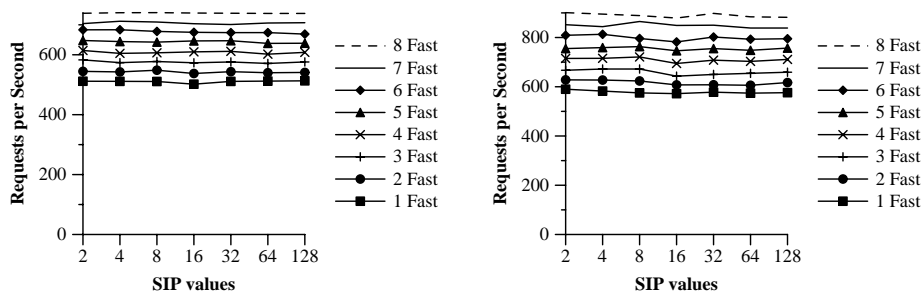 Requests per Second
600
400
200
0
2 4 8 16 32 64 128
SIP values
8 Fast
7 Fast
6 Fast
5 Fast
4 Fast
3 Fast
2 Fast
1 Fast
Requests per Second
800
600
400
200
0
2 4 8 16 32 64 128
SIP values
8 Fast
7 Fast
6 Fast
5 Fast
4 Fast
3 Fast
2 Fast
1 Fast